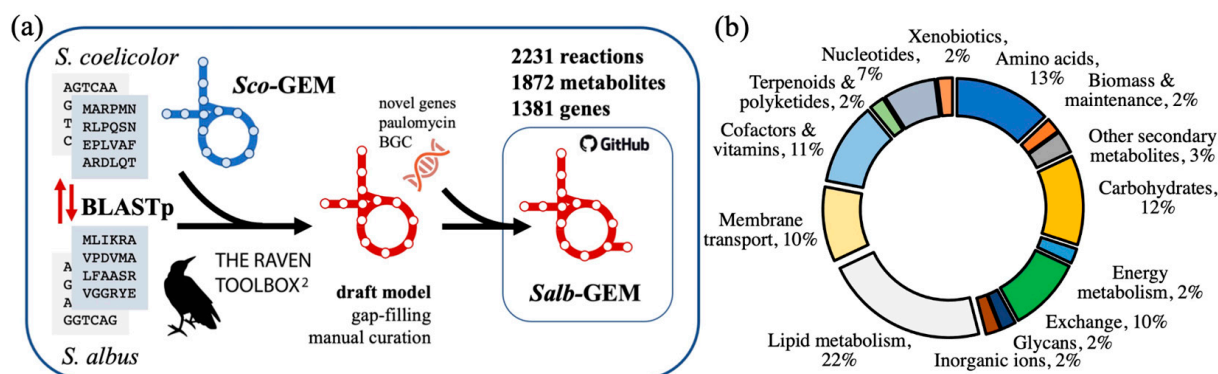 (a)
S. coelicolor
AGTCAA
G
T
C
MARPMN
RLPQSN
EPLVAF
ARDLQT
BLASTp
MLIKRA
VPDVMA
LFAASR
VGGRYE
A
G
A
GGTCAG
S. albus
Sco-GEM
THE RAVEN
TOOLBOX²
draft model
gap-filling
manual curation
novel genes
paulomycin
BGC
2231 reactions
1872 metabolites
1381 genes
GitHub
Salb-GEM
(b)
Xenobiotics,
2%
Amino acids,
13%
Biomass &
maintenance, 2%
Other secondary
metabolites, 3%
Carbohydrates,
12%
Energy
metabolism, 2%
Exchange, 10%
Glycans, 2%
Inorganic ions, 2%
Lipid metabolism,
22%
Membrane
transport, 10%
Cofactors &
vitamins, 11%
Terpenoids &
polyketides, 2%
Nucleotides,
7%